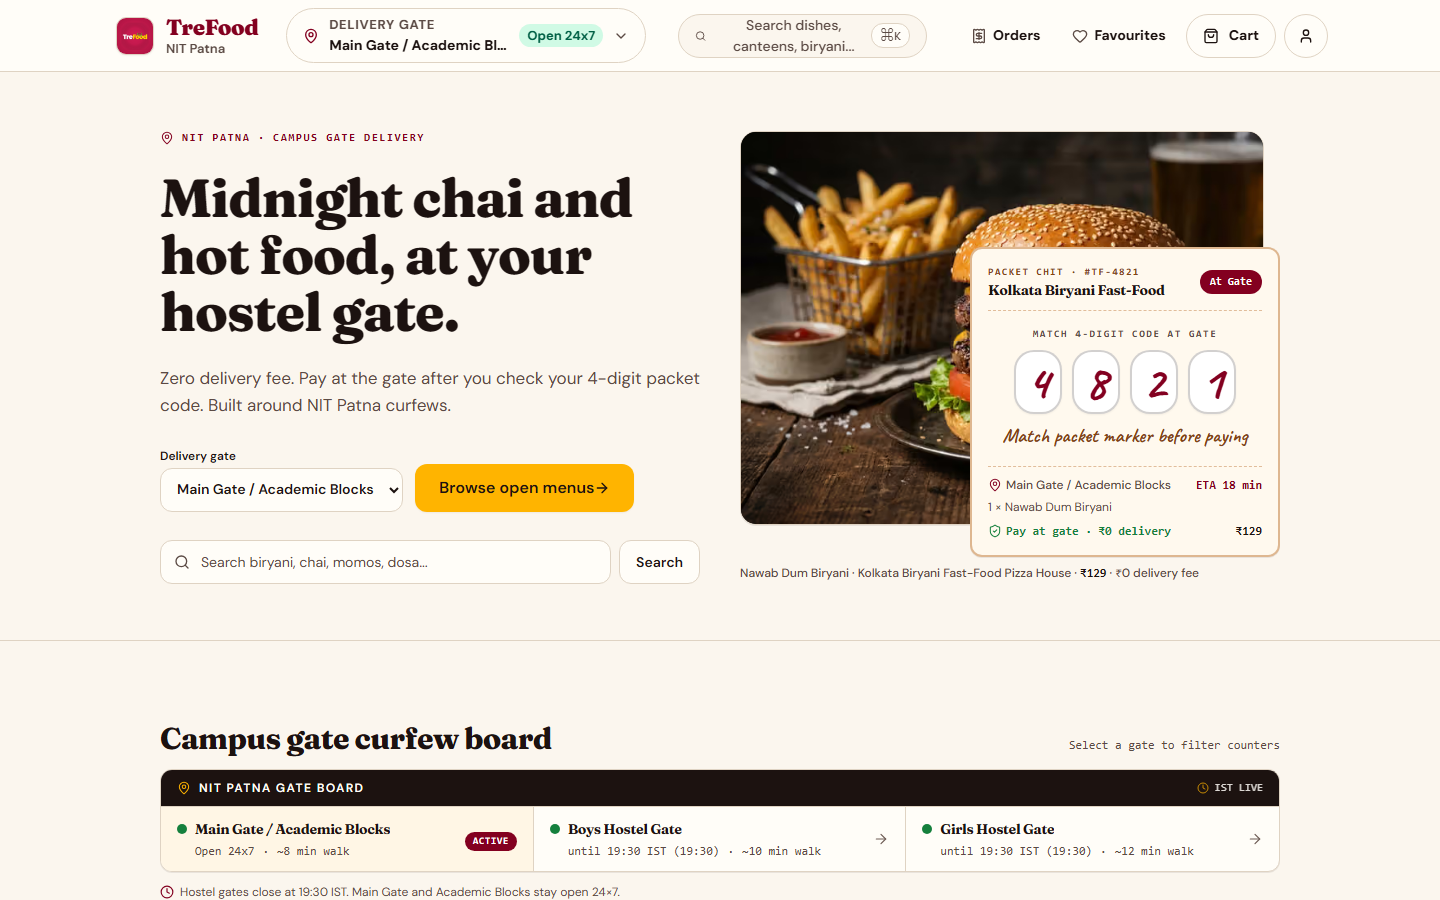 TreFood
TreFood
NIT Patna
DELIVERY GATE
Main Gate / Academic Bl...
Open 24x7
Search dishes,
canteens, biryani...
⌘K
Orders
Favourites
Cart
NIT PATNA · CAMPUS GATE DELIVERY
Midnight chai and
hot food, at your
hostel gate.
Zero delivery fee. Pay at the gate after you check your 4-digit packet
code. Built around NIT Patna curfews.
Delivery gate
Main Gate / Academic Blocks
Browse open menus→
Search biryani, chai, momos, dosa...
Search
PACKET CHIT · #TF-4821
Kolkata Biryani Fast-Food
At Gate
MATCH 4-DIGIT CODE AT GATE
4 8 2 1
Match packet marker before paying
Main Gate / Academic Blocks
ETA 18 min
1 × Nawab Dum Biryani
Pay at gate · ₹0 delivery
₹129
Nawab Dum Biryani · Kolkata Biryani Fast-Food Pizza House · ₹129 · ₹0 delivery fee
Campus gate curfew board
Select a gate to filter counters
NIT PATNA GATE BOARD
IST LIVE
Main Gate / Academic Blocks
Open 24x7 · ~8 min walk
ACTIVE
Boys Hostel Gate
until 19:30 IST (19:30) · ~10 min walk
Girls Hostel Gate
until 19:30 IST (19:30) · ~12 min walk
Hostel gates close at 19:30 IST. Main Gate and Academic Blocks stay open 24×7.